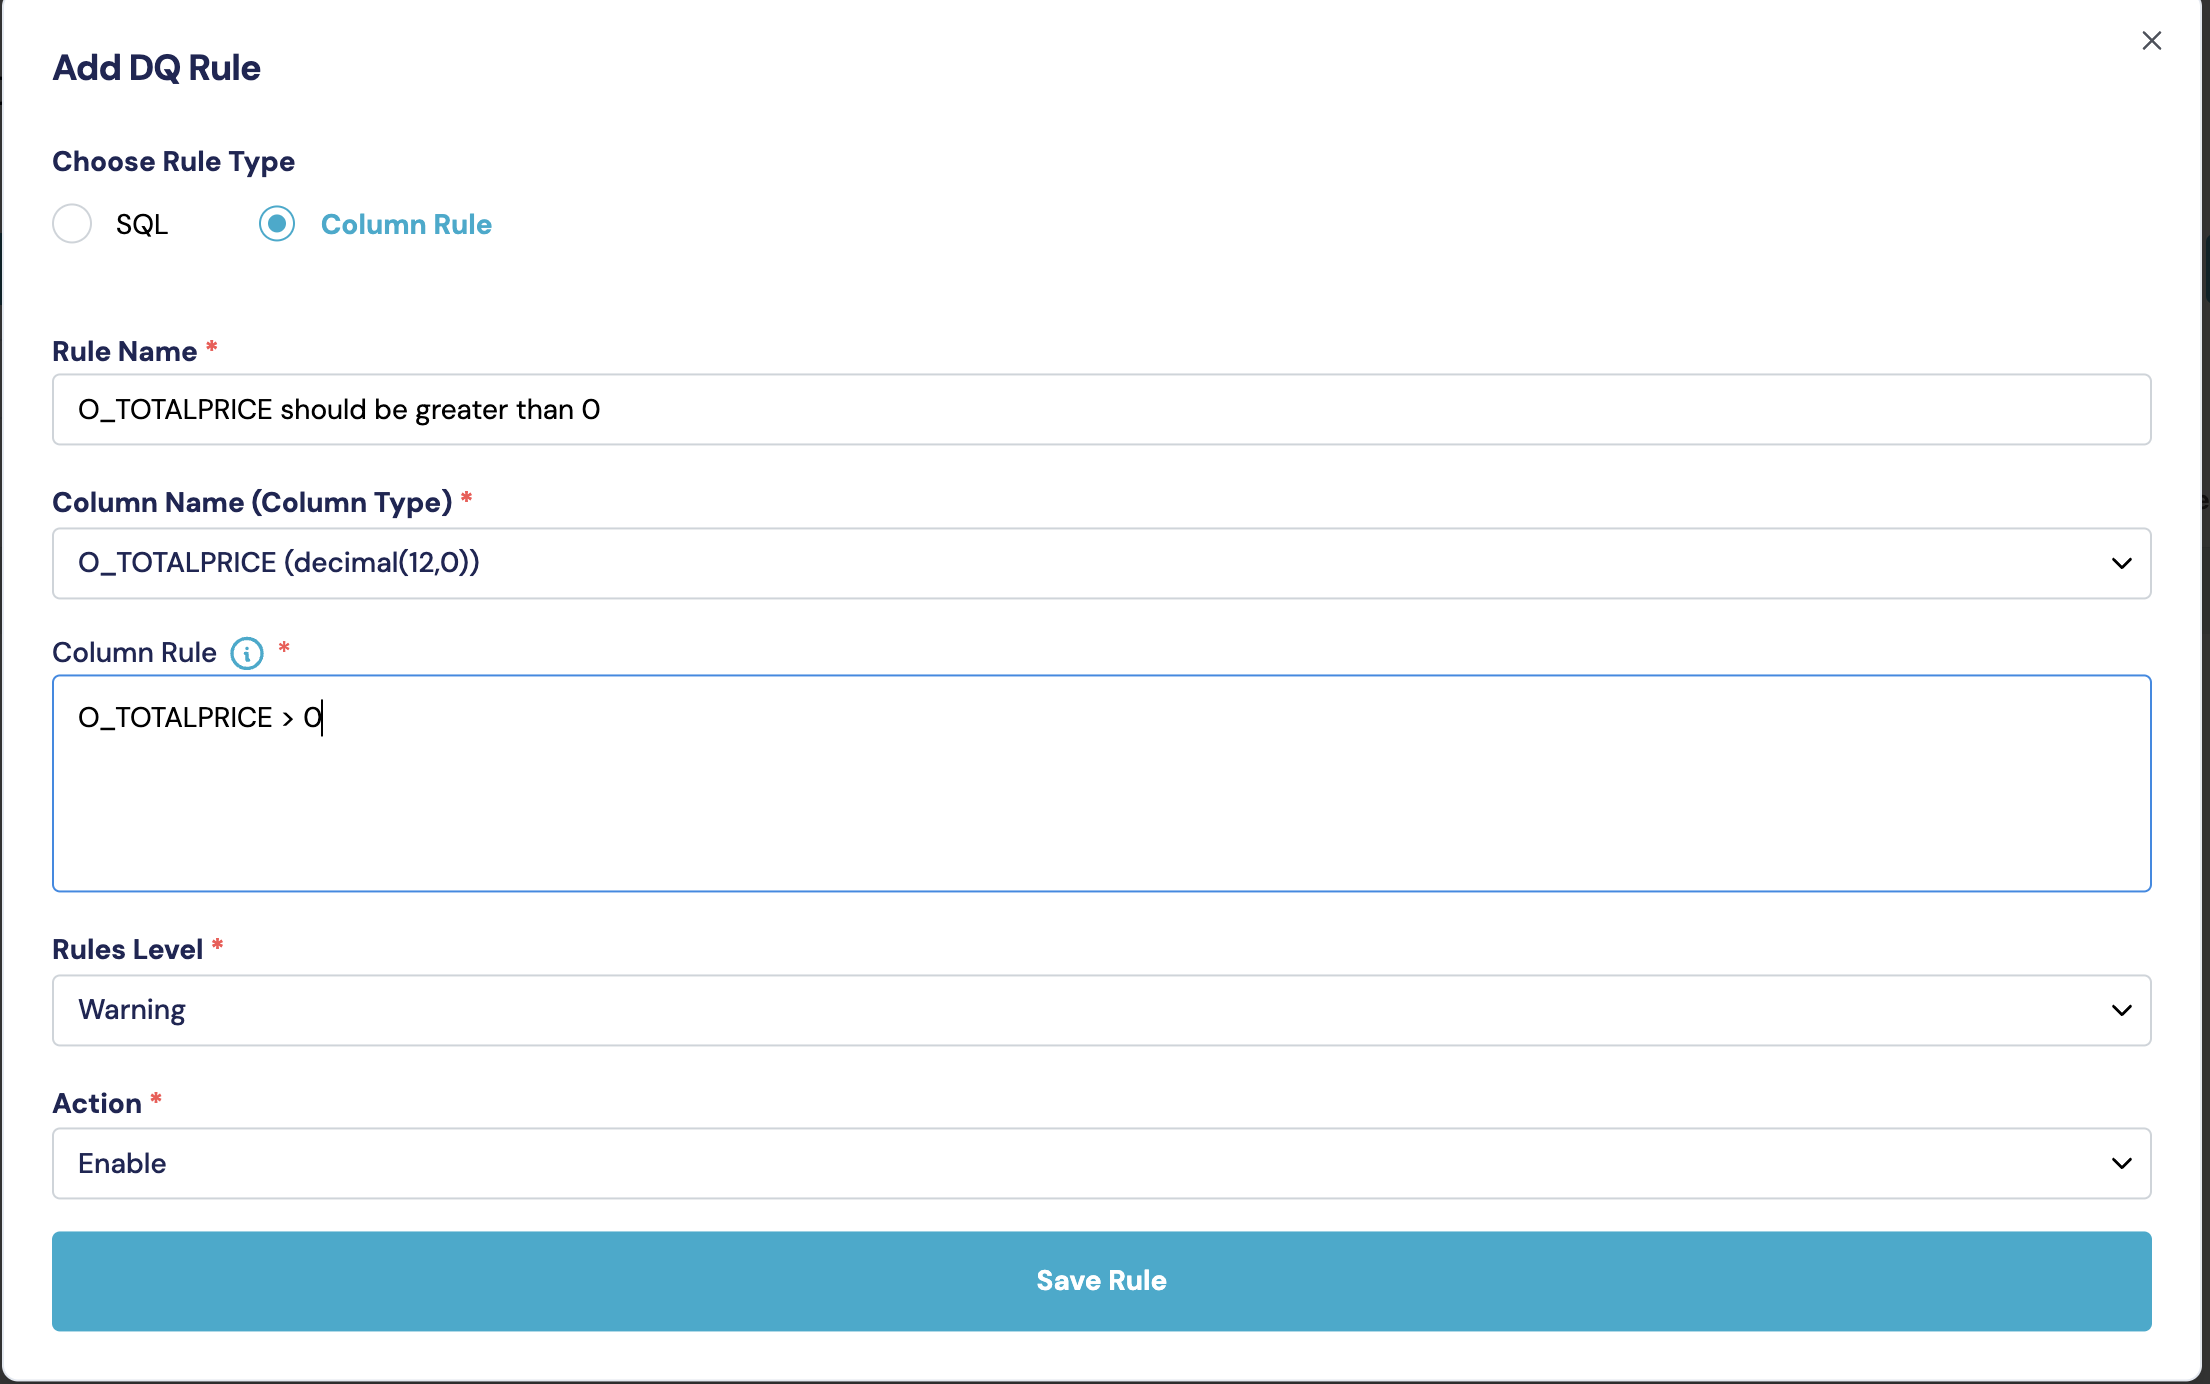 Add DQ Rule
Choose Rule Type
SQL Column Rule
Rule Name *
O_TOTALPRICE should be greater than 0
Column Name (Column Type) *
O_TOTALPRICE (decimal(12,0))
Column Rule i *
O_TOTALPRICE > 0
Rules Level *
Warning
Action *
Enable
Save Rule